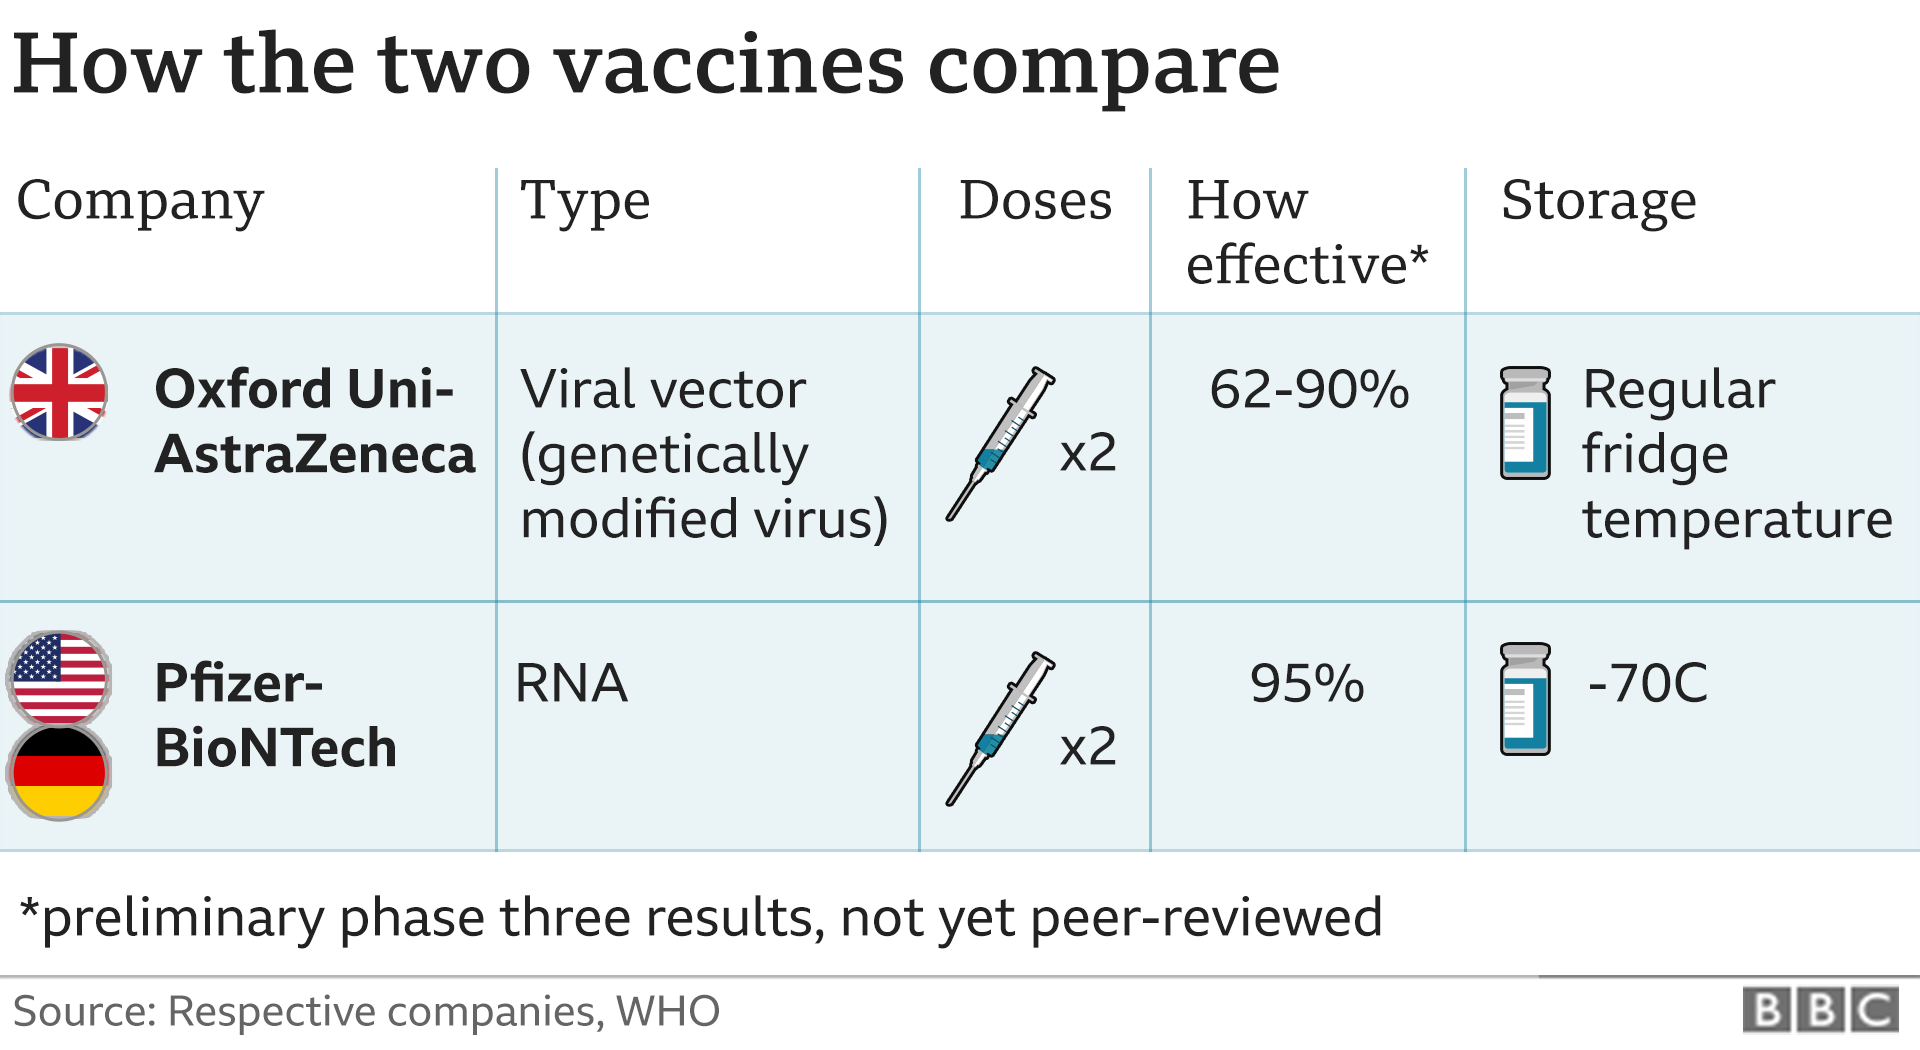 How the two vaccines compare
Company
Type
Doses
How
effective*
Storage
Oxford Uni-
AstraZeneca
Viral vector
(genetically
modified virus)
x2
62-90%
Regular
fridge
temperature
Pfizer-
BioNTech
RNA
x2
95%
-70C
*preliminary phase three results, not yet peer-reviewed
Source: Respective companies, WHO
BBC